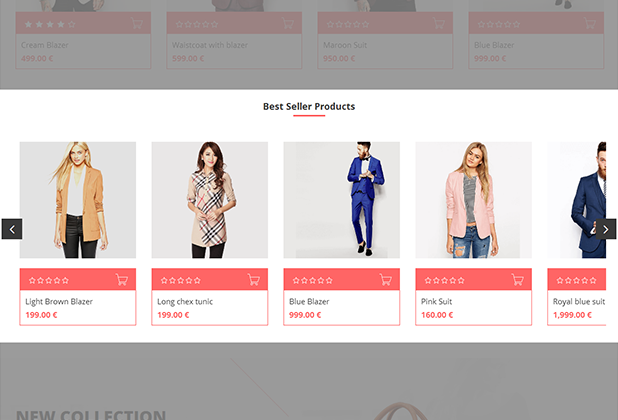 Cream Blazer
499.00 €
Waistcoat with blazer
599.00 €
Maroon Suit
950.00 €
Blue Blazer
999.00 €
Best Seller Products
Light Brown Blazer
199.00 €
Long chex tunic
199.00 €
Blue Blazer
999.00 €
Pink Suit
160.00 €
Royal blue suit
1,999.00 €
NEW COLLECTION